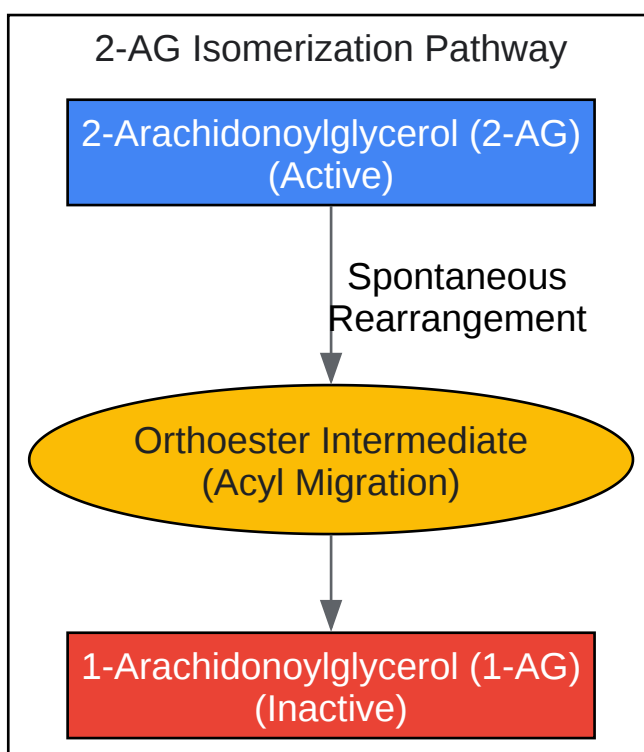 2-AG Isomerization Pathway
2-Arachidonoylglycerol (2-AG)
(Active)
Spontaneous
Rearrangement
Orthoester Intermediate
(Acyl Migration)
1-Arachidonoylglycerol (1-AG)
(Inactive)